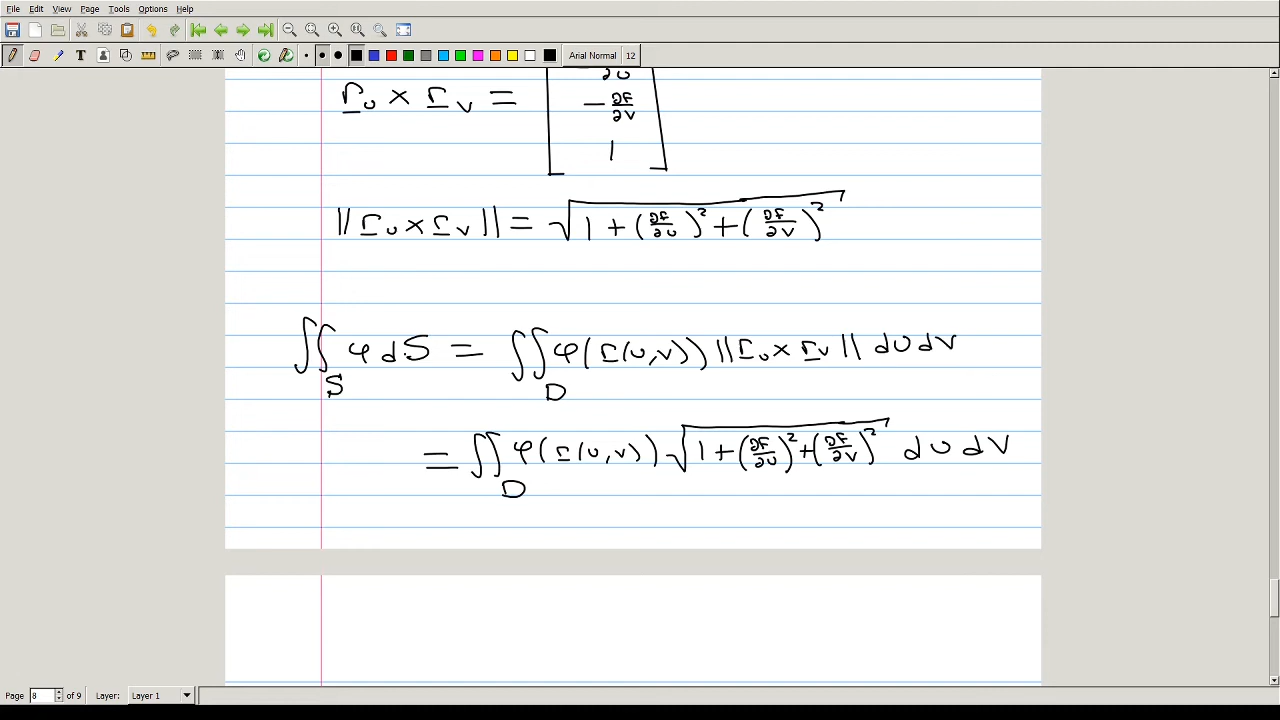 File Edit View Page Tools Options Help
Arial Normal 12
∂u
r_u × r_v =
− ∂F/∂v
1
||r_u × r_v|| = √(1 + (∂F/∂u)² + (∂F/∂v)²)
∬_S φ dS = ∬_D φ(r(u,v)) ||r_u × r_v|| du dv
= ∬_D φ(r(u,v)) √(1 + (∂F/∂u)² + (∂F/∂v)²) du dv
Page 8 of 9 Layer: Layer 1